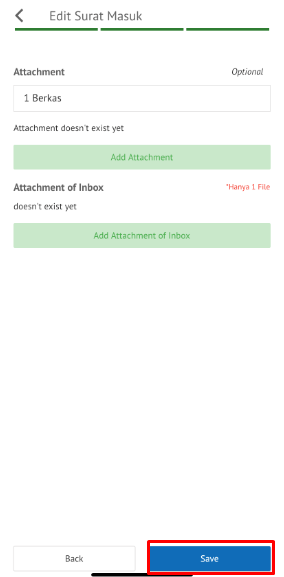 Edit Surat Masuk
Attachment Optional
1 Berkas
Attachment doesn't exist yet
Add Attachment
Attachment of Inbox *Hanya 1 File
doesn't exist yet
Add Attachment of Inbox
Back Save